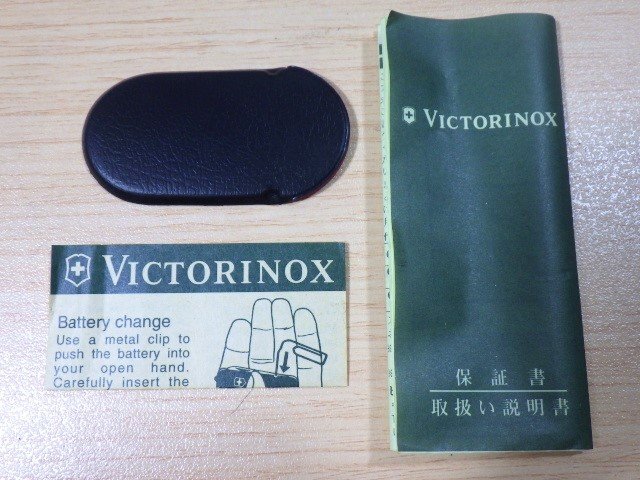 VICTORINOX
保証書
取扱い説明書
VICTORINOX
Battery change
Use a metal clip to
push the battery into
your open hand.
Carefully insert the